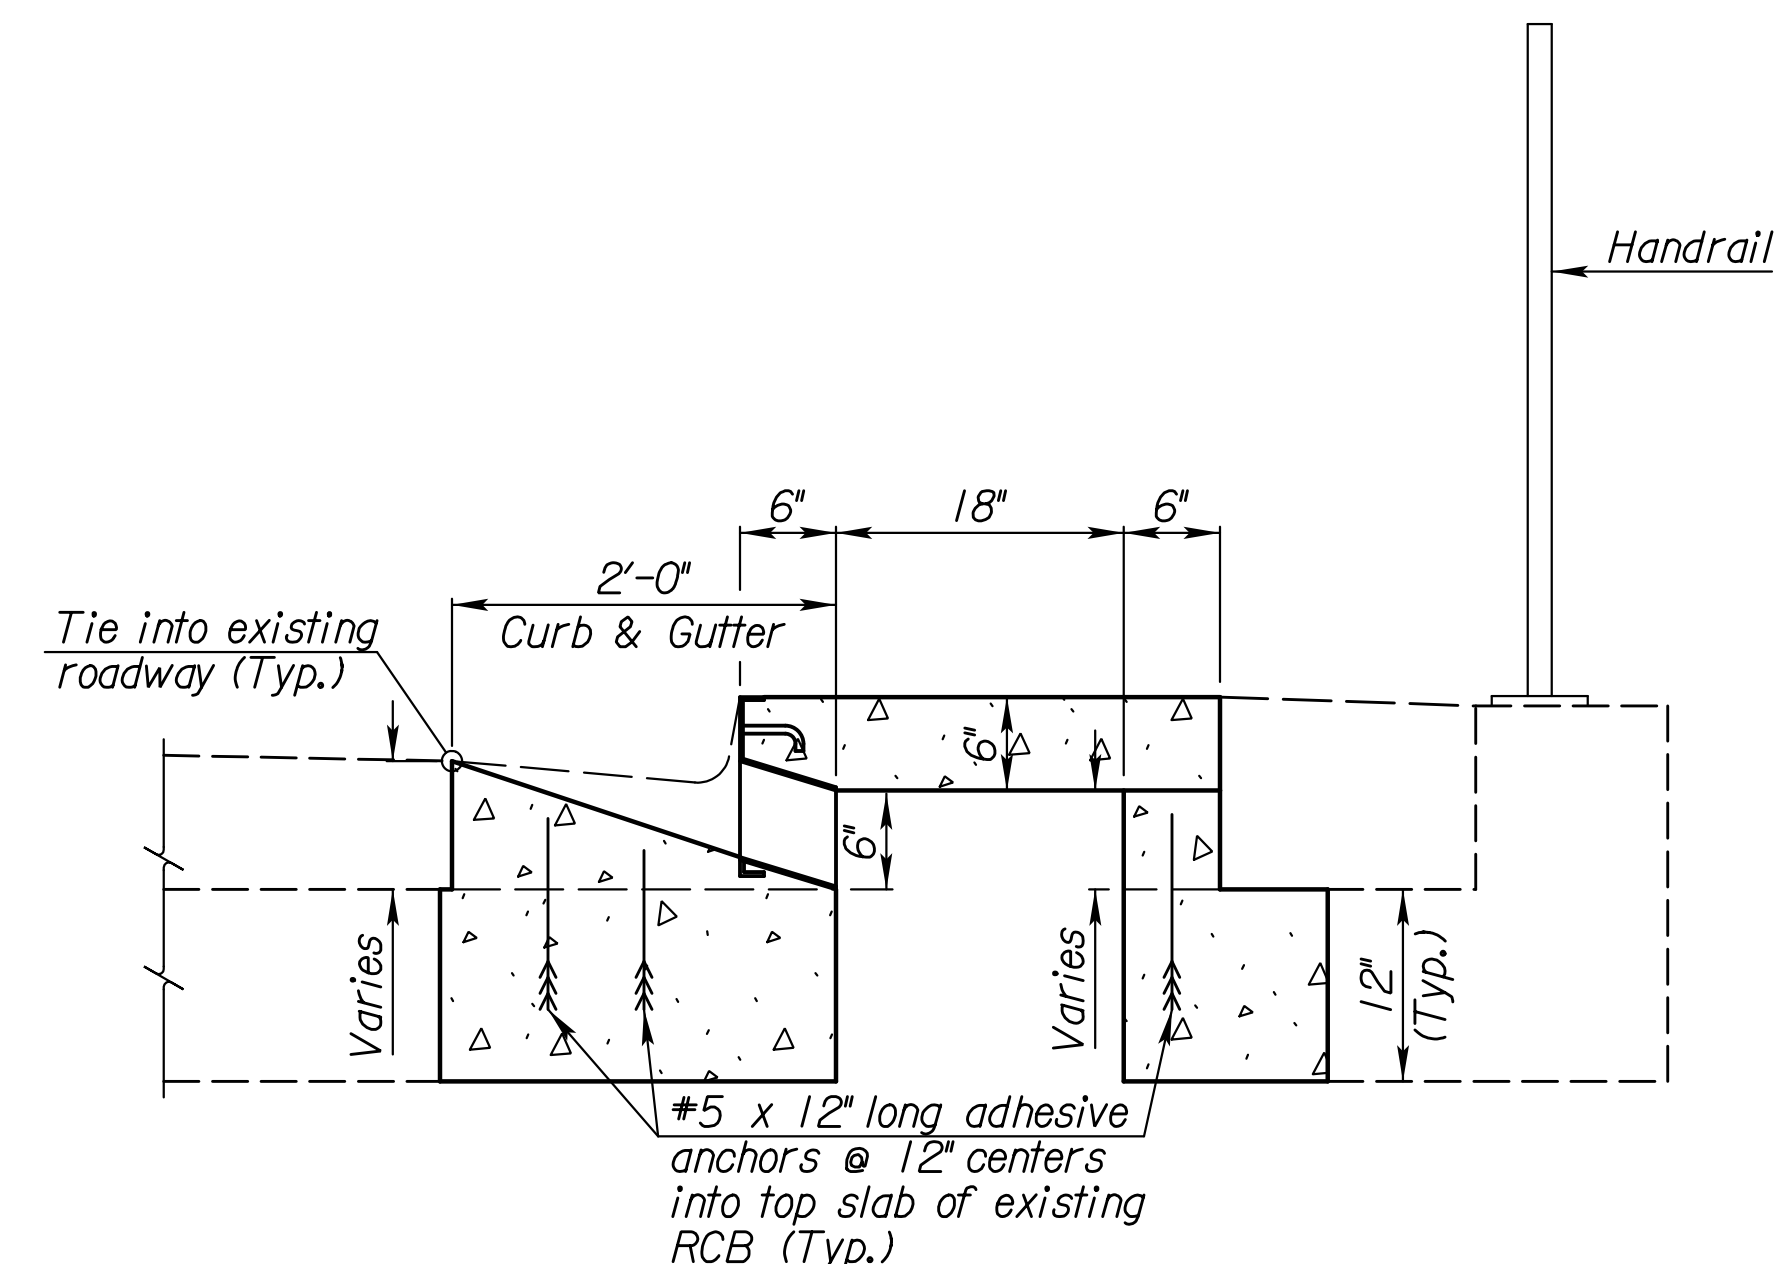 Handrail
6" 18" 6"
2'-0"
Curb & Gutter
Tie into existing
roadway (Typ.)
6"
6"
Varies
Varies
12"
(Typ.)
#5 x 12" long adhesive
anchors @ 12" centers
into top slab of existing
RCB (Typ.)